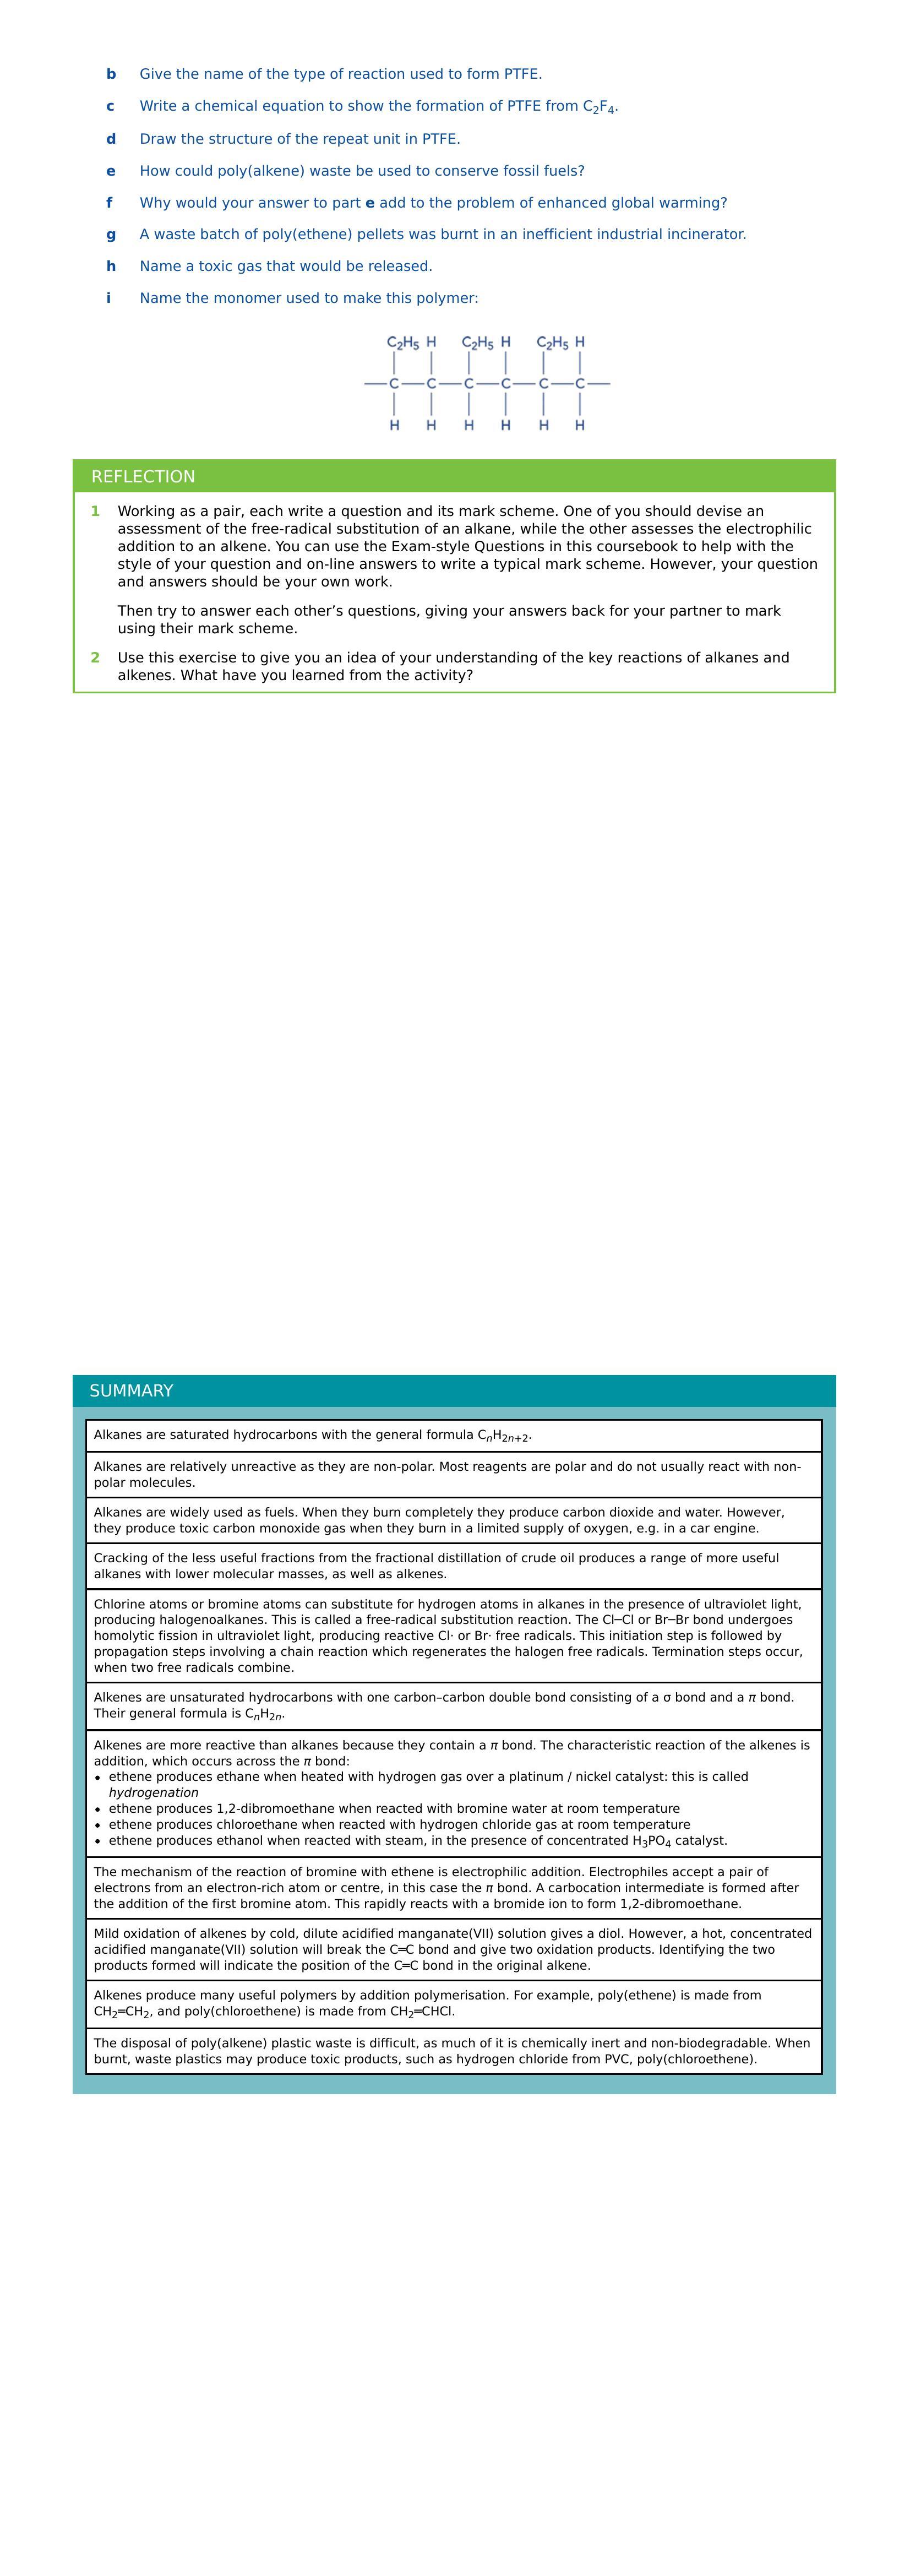 b Give the name of the type of reaction used to form PTFE.
c Write a chemical equation to show the formation of PTFE from C₂F₄.
d Draw the structure of the repeat unit in PTFE.
e How could poly(alkene) waste be used to conserve fossil fuels?
f Why would your answer to part e add to the problem of enhanced global warming?
g A waste batch of poly(ethene) pellets was burnt in an inefficient industrial incinerator.
h Name a toxic gas that would be released.
i Name the monomer used to make this polymer:
C₂H₅ H C₂H₅ H C₂H₅ H
C C C C C C
H H H H H H
REFLECTION
1 Working as a pair, each write a question and its mark scheme. One of you should devise an
assessment of the free-radical substitution of an alkane, while the other assesses the electrophilic
addition to an alkene. You can use the Exam-style Questions in this coursebook to help with the
style of your question and on-line answers to write a typical mark scheme. However, your question
and answers should be your own work.
Then try to answer each other’s questions, giving your answers back for your partner to mark
using their mark scheme.
2 Use this exercise to give you an idea of your understanding of the key reactions of alkanes and
alkenes. What have you learned from the activity?
SUMMARY
Alkanes are saturated hydrocarbons with the general formula CₙH₂ₙ₊₂.
Alkanes are relatively unreactive as they are non-polar. Most reagents are polar and do not usually react with non-
polar molecules.
Alkanes are widely used as fuels. When they burn completely they produce carbon dioxide and water. However,
they produce toxic carbon monoxide gas when they burn in a limited supply of oxygen, e.g. in a car engine.
Cracking of the less useful fractions from the fractional distillation of crude oil produces a range of more useful
alkanes with lower molecular masses, as well as alkenes.
Chlorine atoms or bromine atoms can substitute for hydrogen atoms in alkanes in the presence of ultraviolet light,
producing halogenoalkanes. This is called a free-radical substitution reaction. The Cl─Cl or Br─Br bond undergoes
homolytic fission in ultraviolet light, producing reactive Cl· or Br· free radicals. This initiation step is followed by
propagation steps involving a chain reaction which regenerates the halogen free radicals. Termination steps occur,
when two free radicals combine.
Alkenes are unsaturated hydrocarbons with one carbon–carbon double bond consisting of a σ bond and a π bond.
Their general formula is CₙH₂ₙ.
Alkenes are more reactive than alkanes because they contain a π bond. The characteristic reaction of the alkenes is
addition, which occurs across the π bond:
• ethene produces ethane when heated with hydrogen gas over a platinum / nickel catalyst: this is called
hydrogenation
• ethene produces 1,2-dibromoethane when reacted with bromine water at room temperature
• ethene produces chloroethane when reacted with hydrogen chloride gas at room temperature
• ethene produces ethanol when reacted with steam, in the presence of concentrated H₃PO₄ catalyst.
The mechanism of the reaction of bromine with ethene is electrophilic addition. Electrophiles accept a pair of
electrons from an electron-rich atom or centre, in this case the π bond. A carbocation intermediate is formed after
the addition of the first bromine atom. This rapidly reacts with a bromide ion to form 1,2-dibromoethane.
Mild oxidation of alkenes by cold, dilute acidified manganate(VII) solution gives a diol. However, a hot, concentrated
acidified manganate(VII) solution will break the C═C bond and give two oxidation products. Identifying the two
products formed will indicate the position of the C═C bond in the original alkene.
Alkenes produce many useful polymers by addition polymerisation. For example, poly(ethene) is made from
CH₂═CH₂, and poly(chloroethene) is made from CH₂═CHCl.
The disposal of poly(alkene) plastic waste is difficult, as much of it is chemically inert and non-biodegradable. When
burnt, waste plastics may produce toxic products, such as hydrogen chloride from PVC, poly(chloroethene).